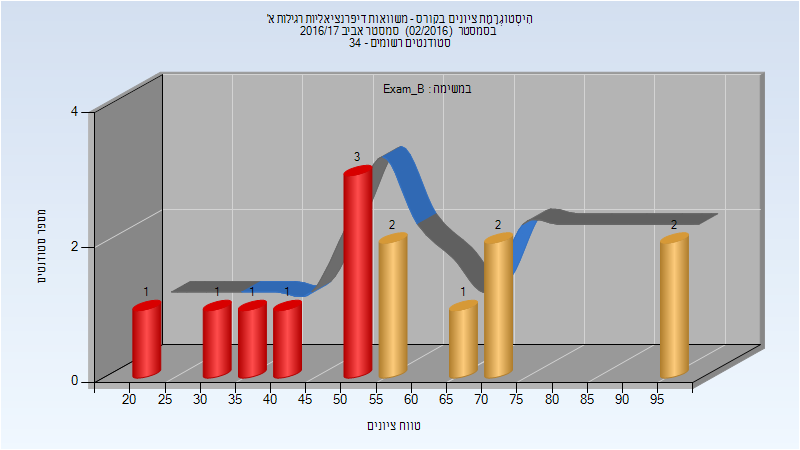 היסטוגרמת ציונים בקורס - משוואות דיפרנציאליות רגילות א'
בסמסטר (02/2016) סמסטר אביב 2016/17
סטודנטים רשומים - 34
במשימה : Exam_B
מספר סטודנטים
4
2
0
1
1
1
1
3
2
1
2
2
20 25 30 35 40 45 50 55 60 65 70 75 80 85 90 95
טווח ציונים